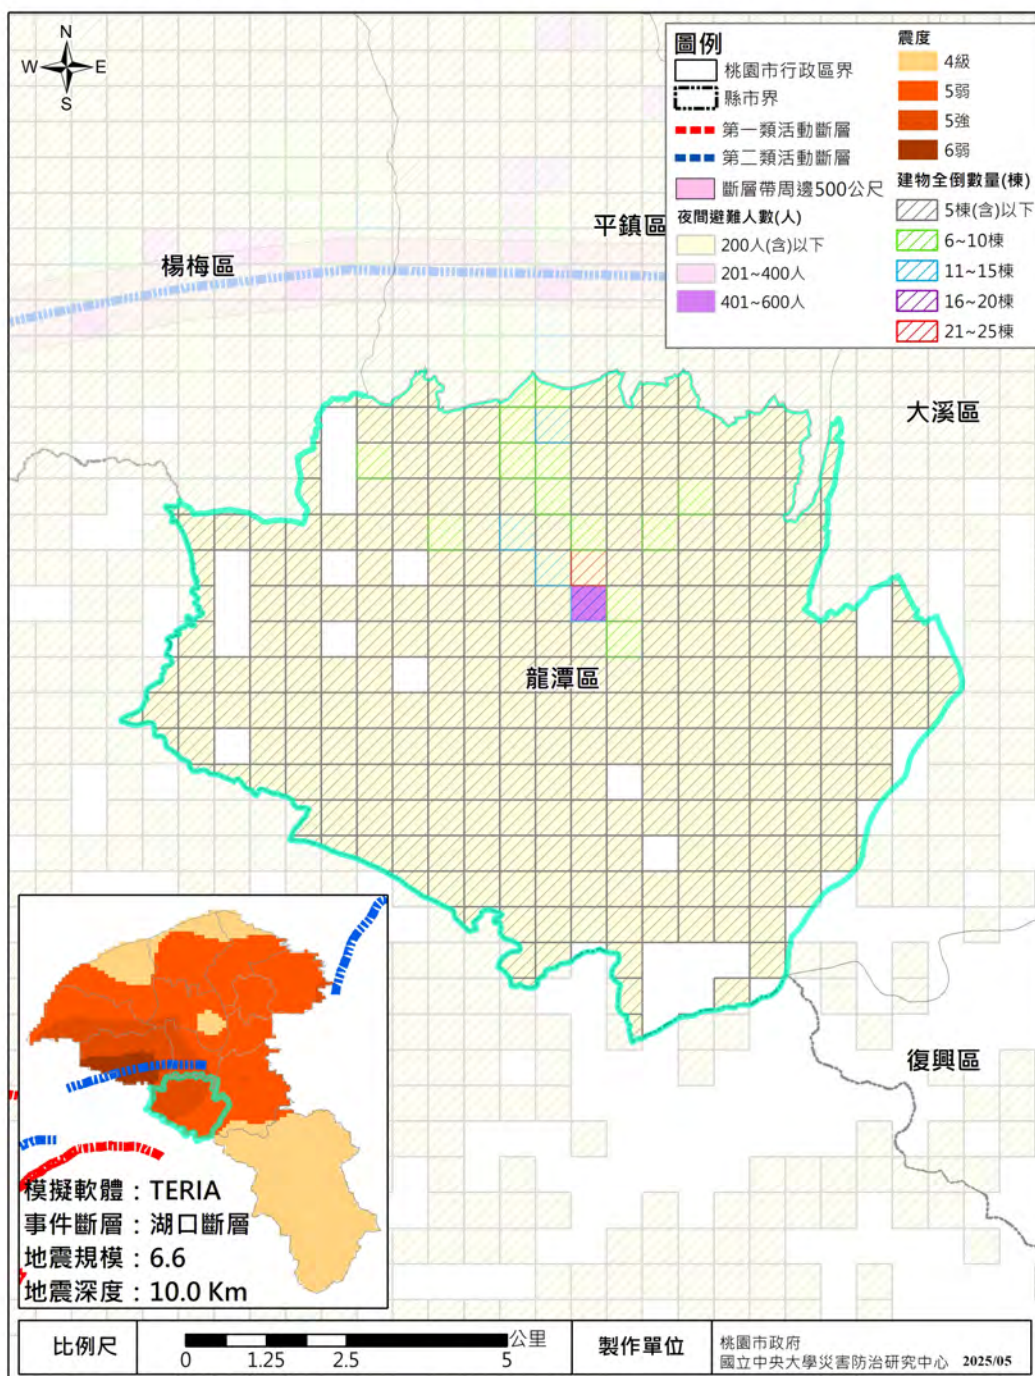 N
W E
S
圖例
桃園市行政區界
縣市界
第一類活動斷層
第二類活動斷層
斷層帶周邊500公尺
夜間避難人數(人)
200人(含)以下
201~400人
401~600人
震度
4級
5弱
5強
6弱
建物全倒數量(棟)
5棟(含)以下
6~10棟
11~15棟
16~20棟
21~25棟
平鎮區
楊梅區
大溪區
龍潭區
復興區
模擬軟體：TERIA
事件斷層：湖口斷層
地震規模：6.6
地震深度：10.0 Km
比例尺
公里
0 1.25 2.5 5
製作單位
桃園市政府
國立中央大學災害防治研究中心 2025/05